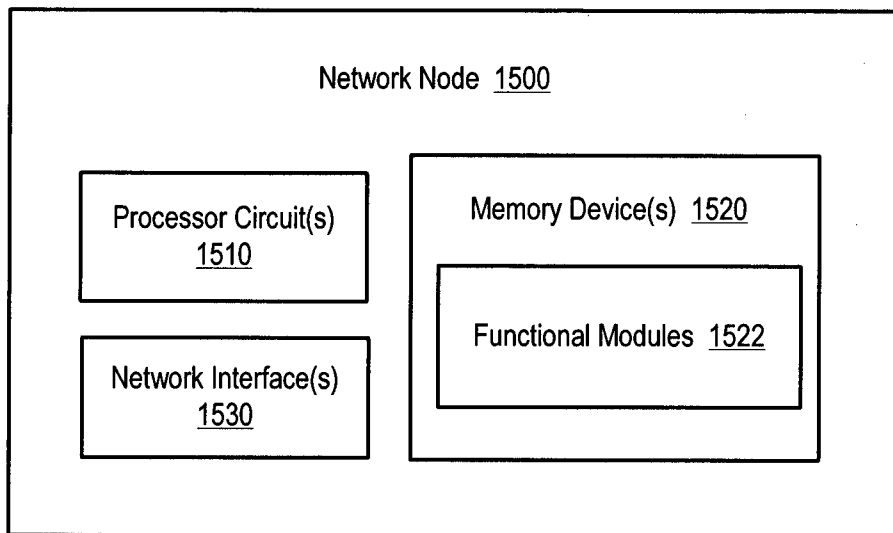 Network Node 1500
Processor Circuit(s)
1510
Memory Device(s) 1520
Functional Modules 1522
Network Interface(s)
1530